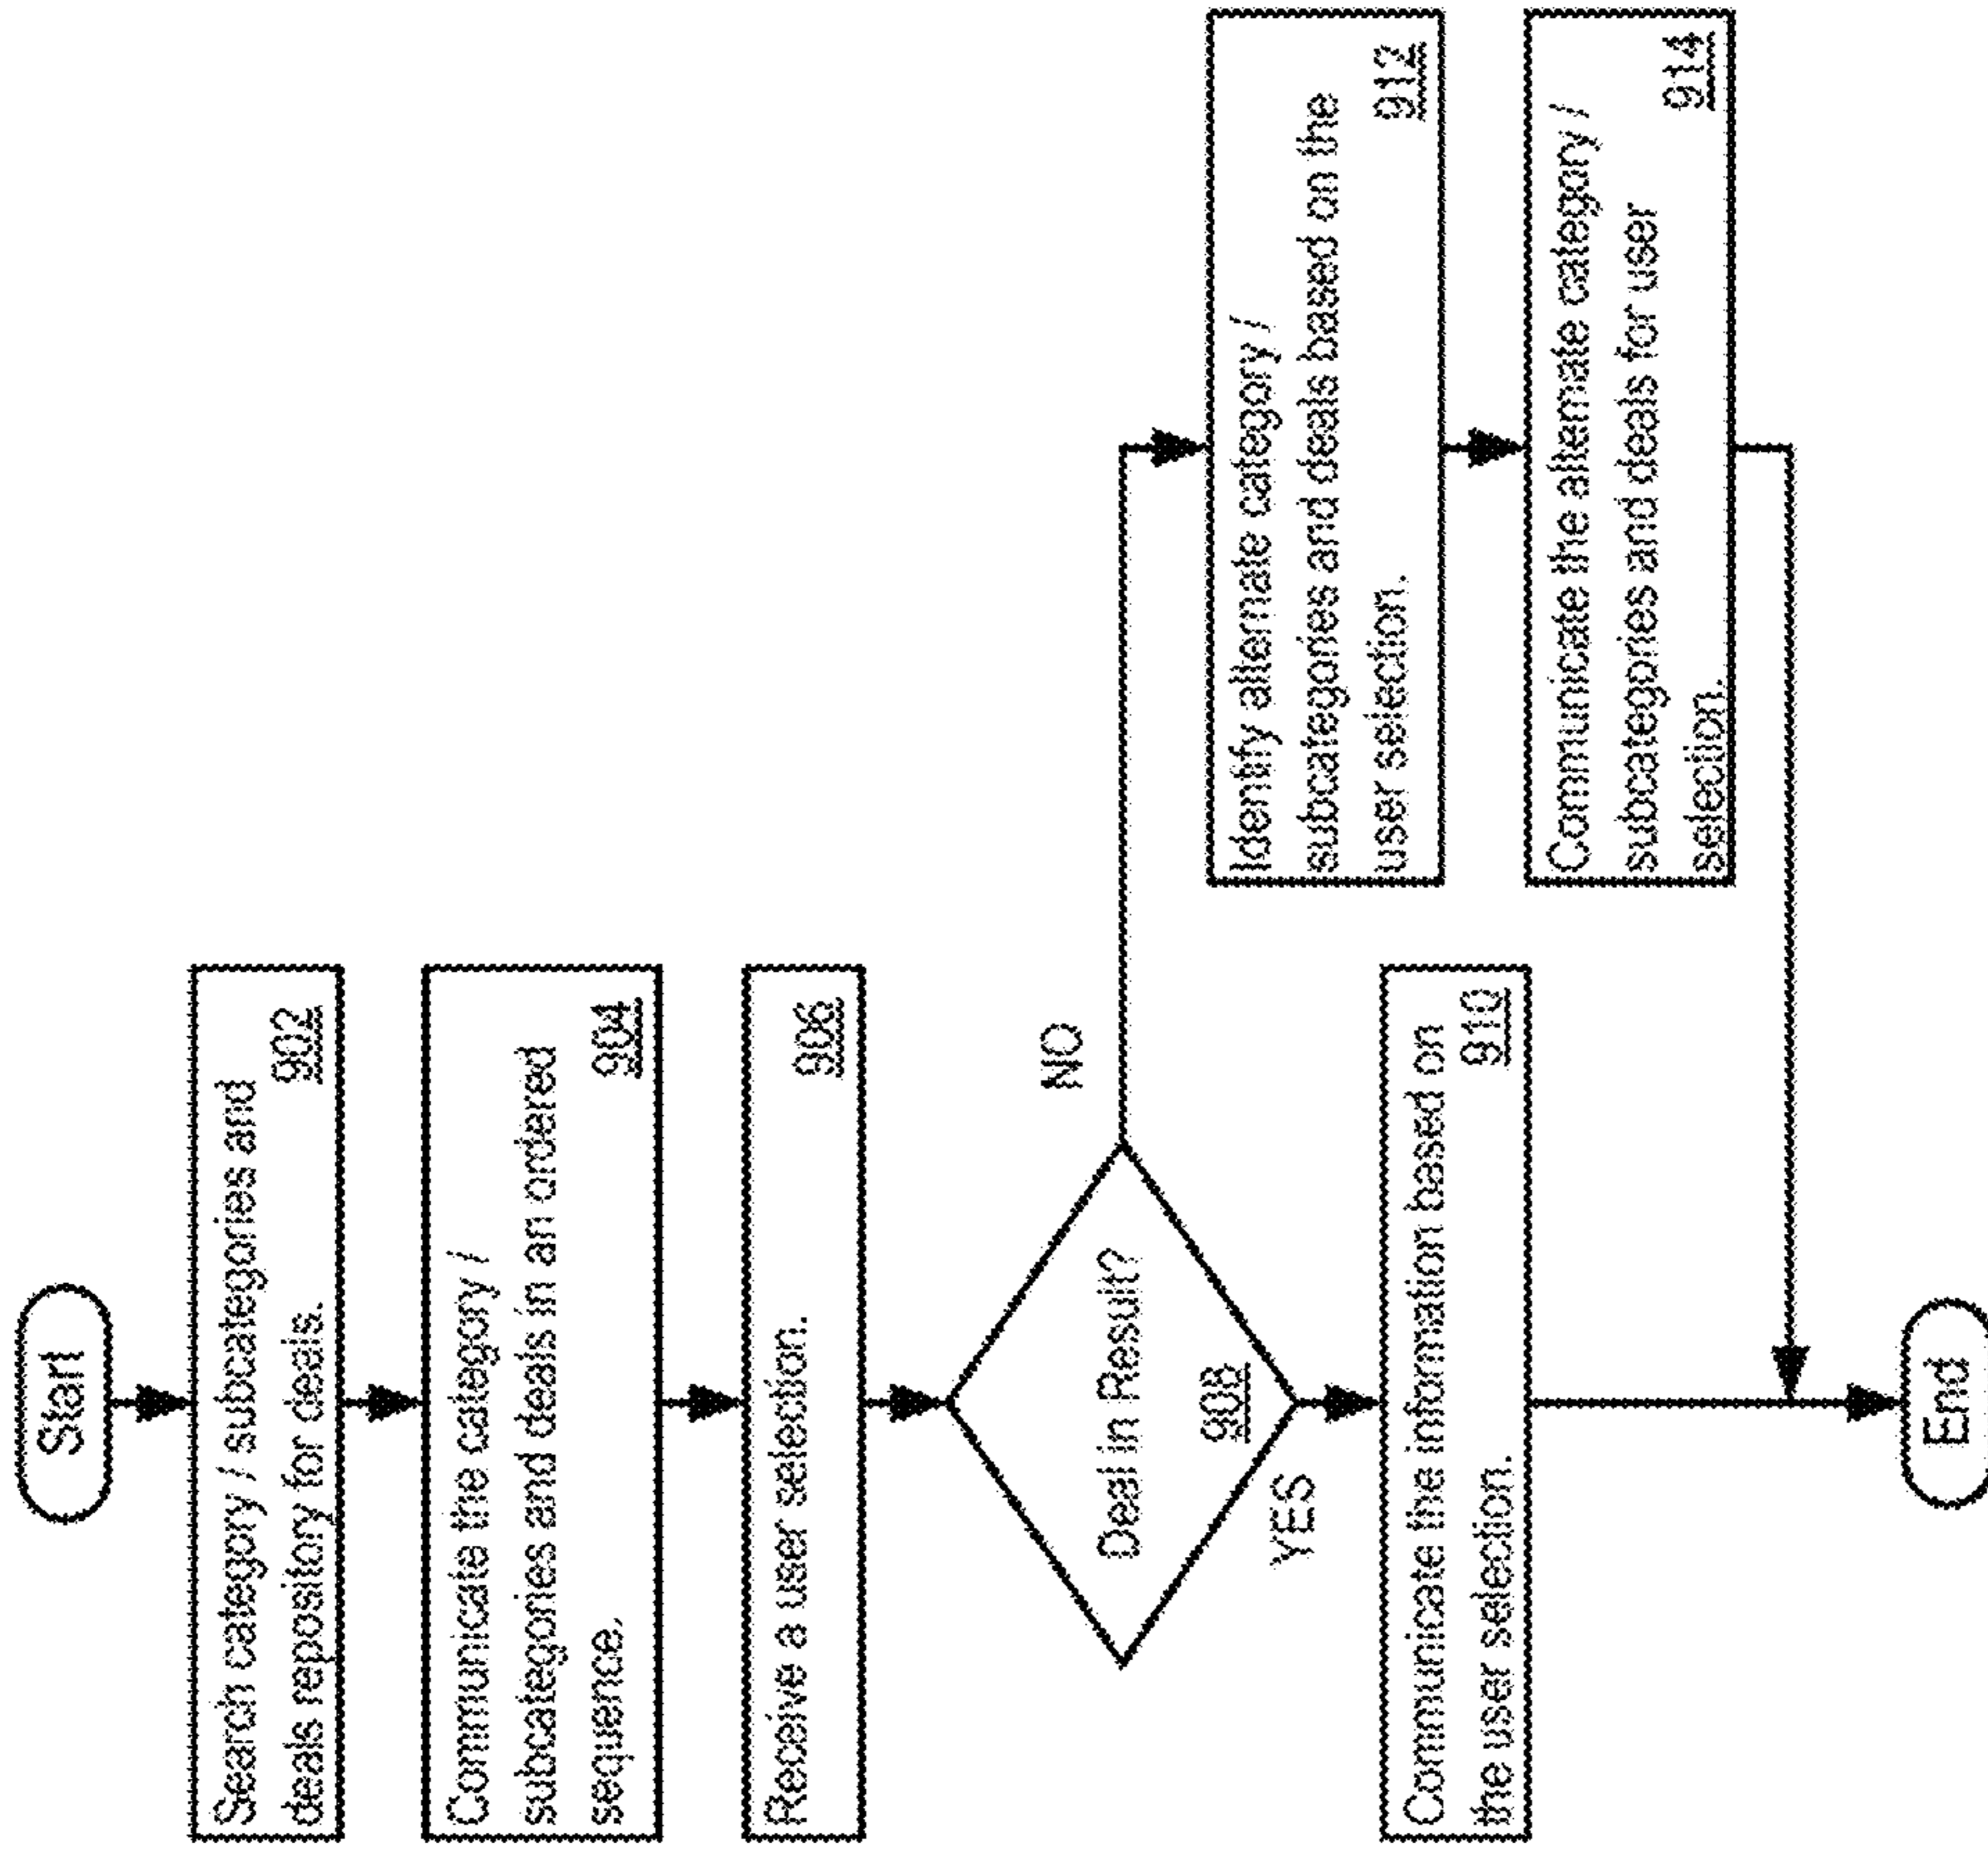 Start
Search category / subcategories and
deals repository for deals.
902
Communicate the category /
subcategories and deals in an ordered
sequence.
904
Receive a user selection.
906
Deal in Result?
908
NO
YES
Communicate the information based on
the user selection.
910
Identify alternate category /
subcategories and deals based on the
user selection.
912
Communicate the alternate category /
subcategories and deals for user
selection.
914
End